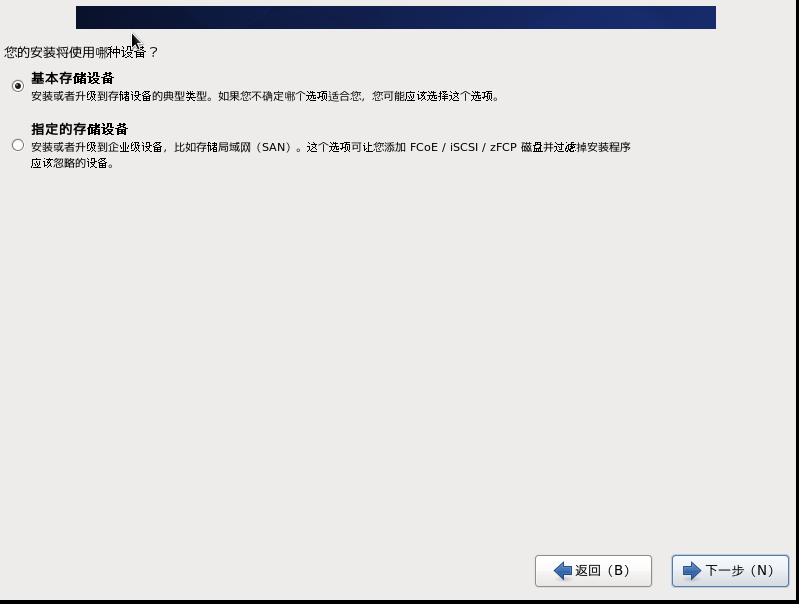 您的安装将使用哪种设备？
基本存储设备
安装或者升级到存储设备的典型类型。如果您不确定哪个选项适合您，您可能应该选择这个选项。
指定的存储设备
安装或者升级到企业级设备，比如存储局域网（SAN）。这个选项可让您添加 FCoE / iSCSI / zFCP 磁盘并过滤掉安装程序
应该忽略的设备。
返回（B）
下一步（N）